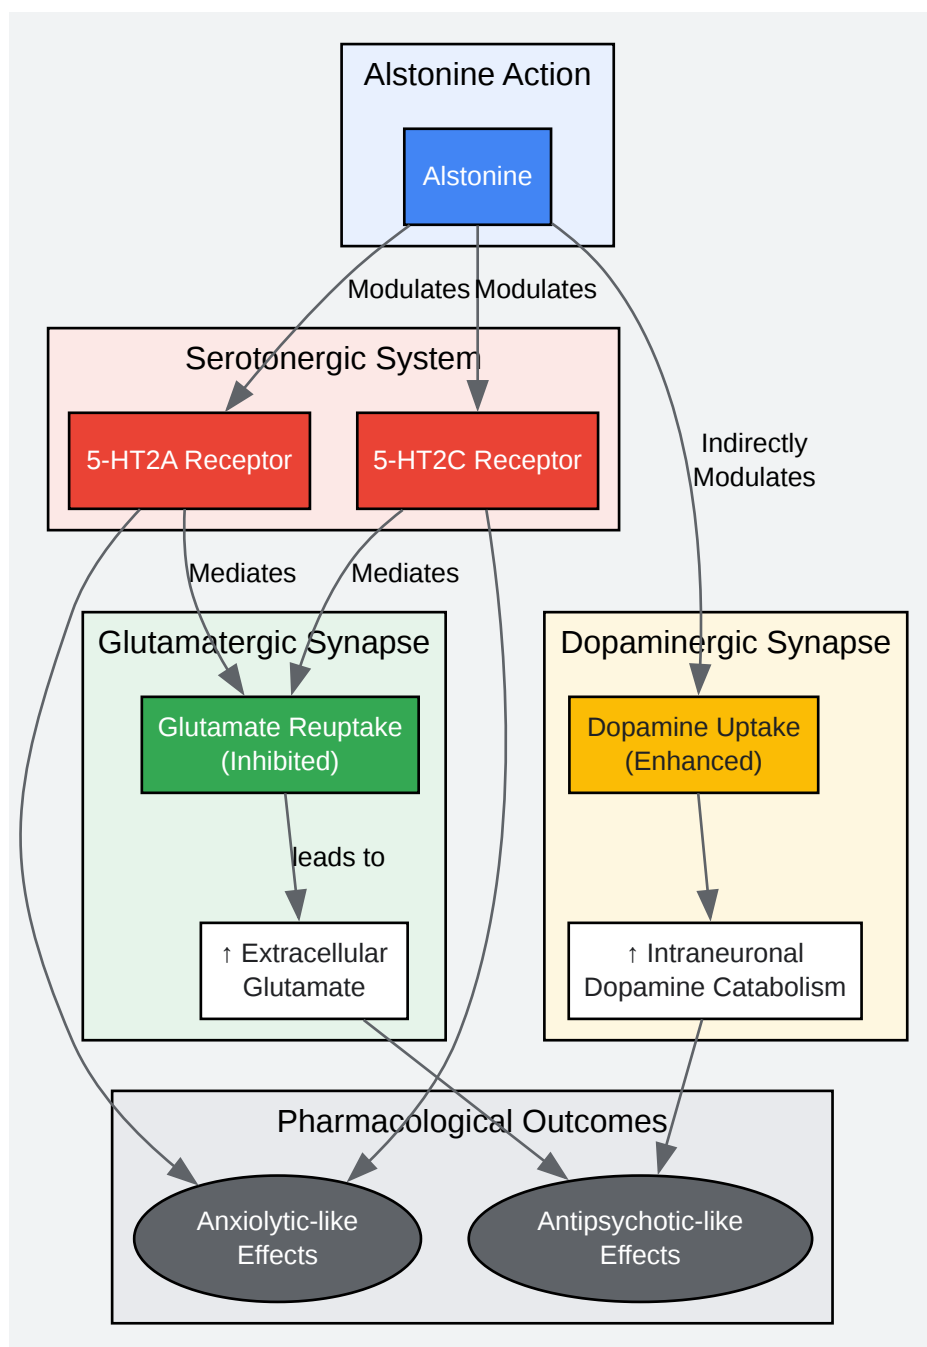 Alstonine Action
Alstonine
Modulates
Modulates
Serotonergic System
5-HT2A Receptor
5-HT2C Receptor
Indirectly
Modulates
Mediates
Mediates
Glutamatergic Synapse
Dopaminergic Synapse
Glutamate Reuptake
(Inhibited)
Dopamine Uptake
(Enhanced)
leads to
↑ Extracellular
Glutamate
↑ Intraneuronal
Dopamine Catabolism
Pharmacological Outcomes
Anxiolytic-like
Effects
Antipsychotic-like
Effects